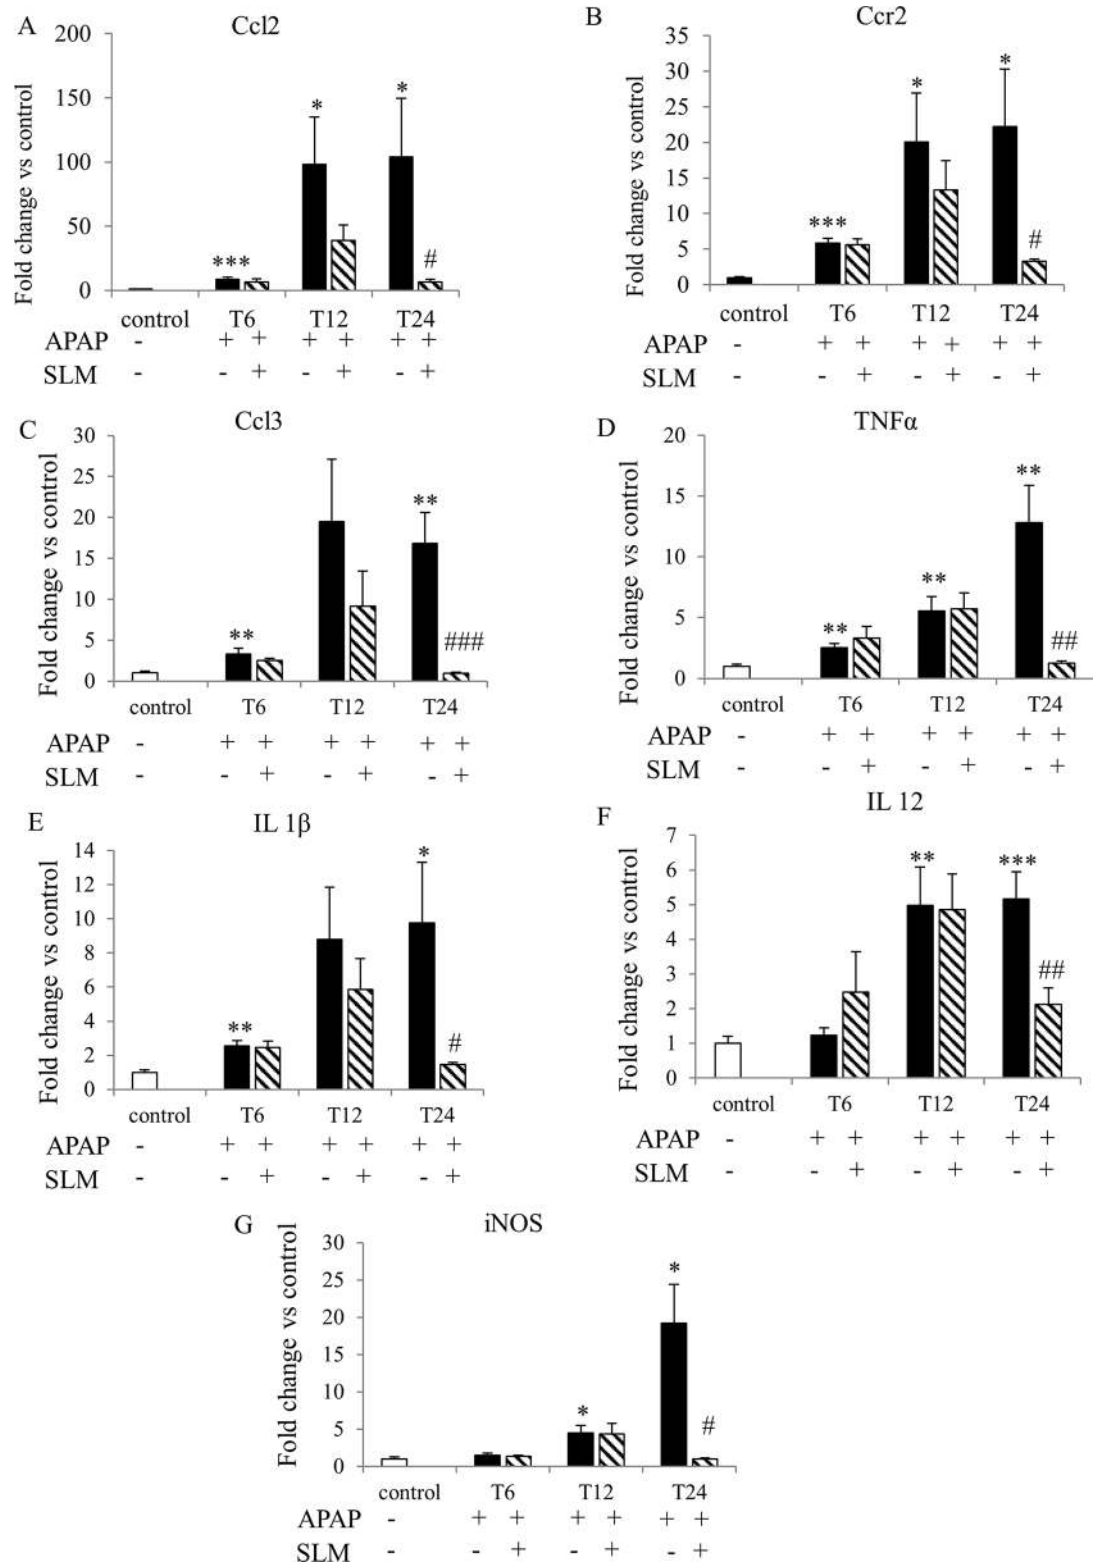 A
Ccl2
Fold change vs control
200
150
100
50
0
*
*
***
#
control T6 T12 T24
APAP - + + + + + +
SLM - - + - + - +
B
Ccr2
Fold change vs control
35
30
25
20
15
10
5
0
*
*
***
#
control T6 T12 T24
APAP - + + + + + +
SLM - - + - + - +
C
Ccl3
Fold change vs control
30
25
20
15
10
5
0
**
**
###
control T6 T12 T24
APAP - + + + + + +
SLM - - + - + - +
D
TNFα
Fold change vs control
20
15
10
5
0
**
**
**
##
control T6 T12 T24
APAP - + + + + + +
SLM - - + - + - +
E
IL 1β
Fold change vs control
14
12
10
8
6
4
2
0
*
**
#
control T6 T12 T24
APAP - + + + + + +
SLM - - + - + - +
F
IL 12
Fold change vs control
7
6
5
4
3
2
1
0
** ***
##
control T6 T12 T24
APAP - + + + + + +
SLM - - + - + - +
G
iNOS
Fold change vs control
30
25
20
15
10
5
0
*
*
#
control T6 T12 T24
APAP - + + + + + +
SLM - - + - + - +